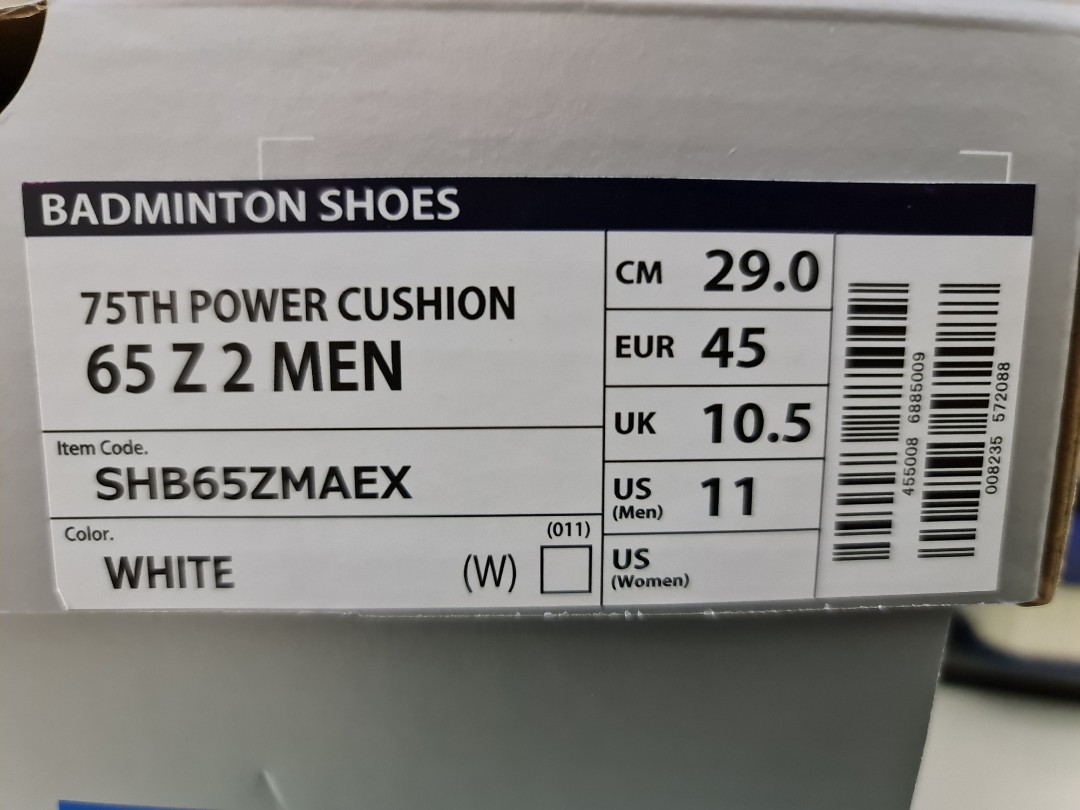 BADMINTON SHOES
75TH POWER CUSHION
65 Z 2 MEN
Item Code.
SHB65ZMAEX
Color.
(011)
WHITE (W)
CM 29.0
EUR 45
UK 10.5
US (Men) 11
US (Women)
455008 6885009
008235 572088